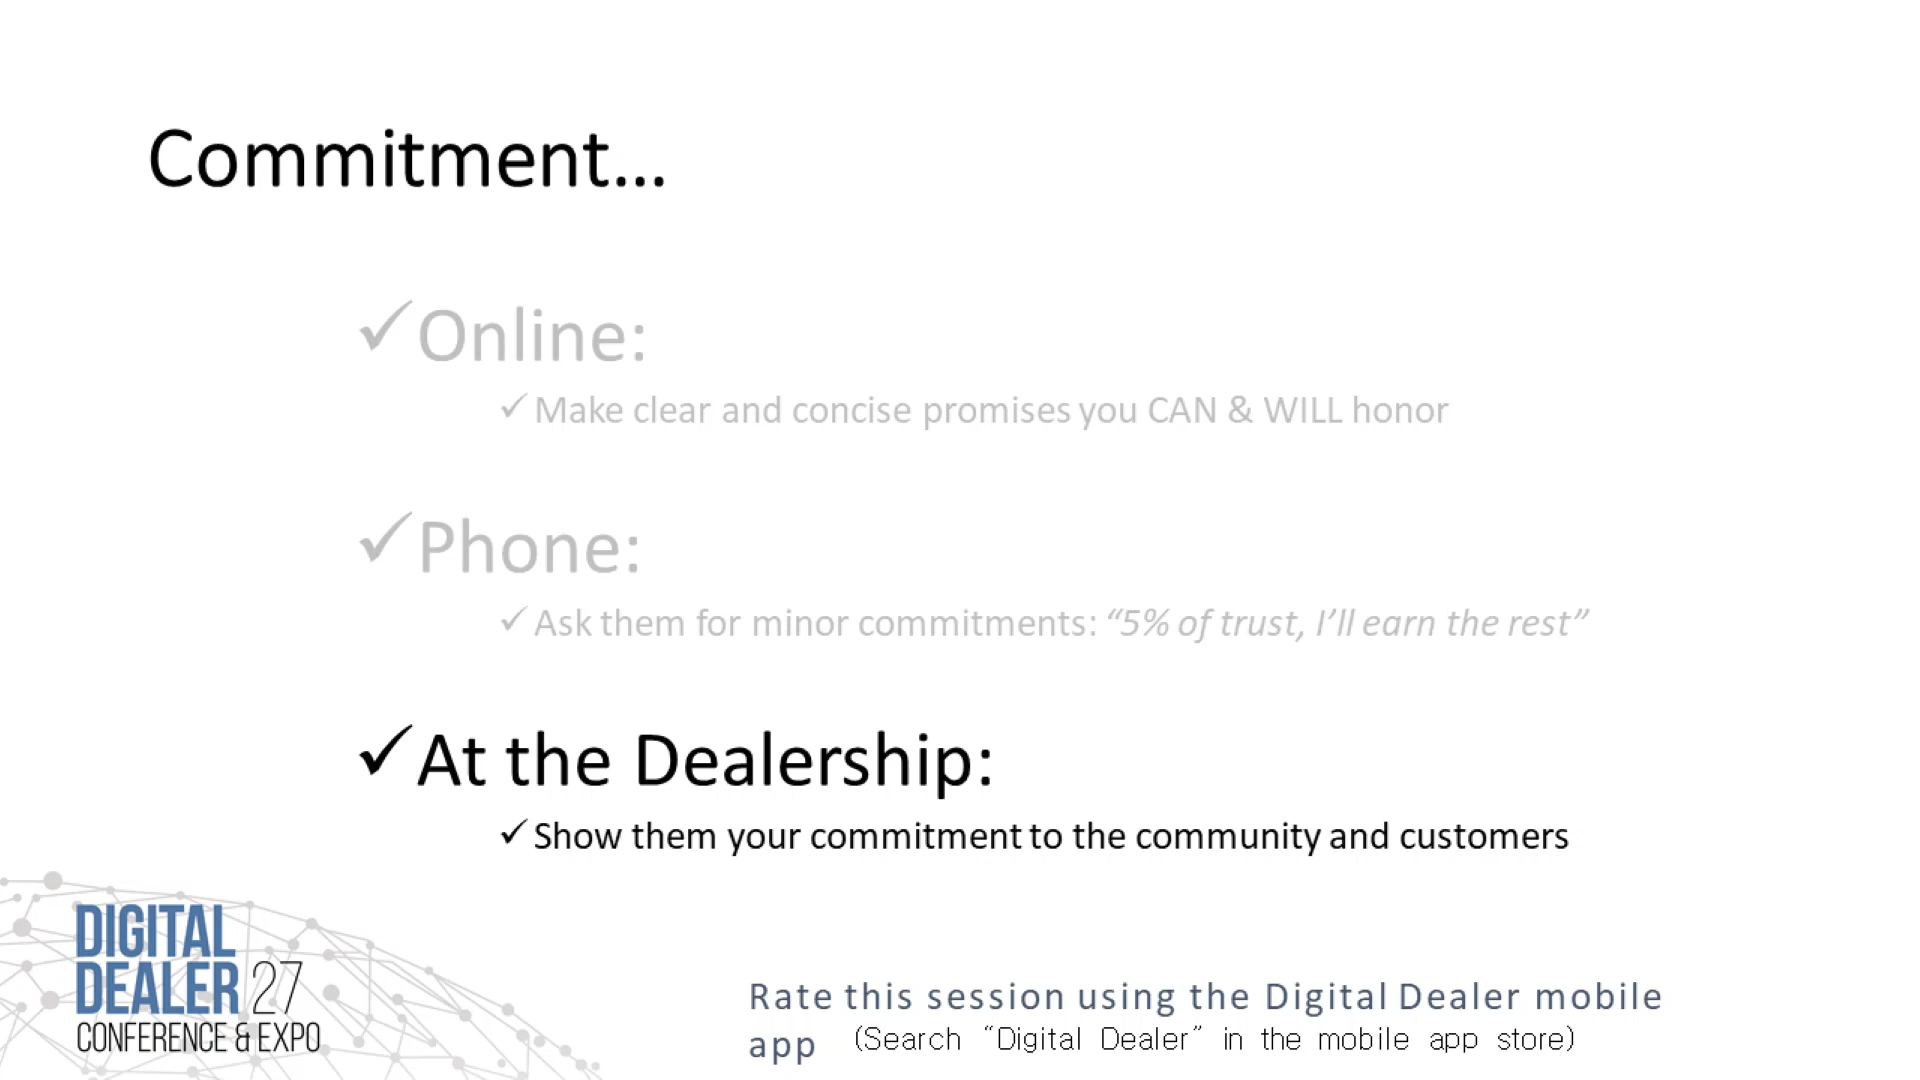 Commitment...
✓Online:
✓Make clear and concise promises you CAN & WILL honor
✓Phone:
✓Ask them for minor commitments: “5% of trust, I’ll earn the rest”
✓At the Dealership:
✓Show them your commitment to the community and customers
DIGITAL
DEALER 27
CONFERENCE & EXPO
Rate this session using the Digital Dealer mobile
app (Search “Digital Dealer” in the mobile app store)